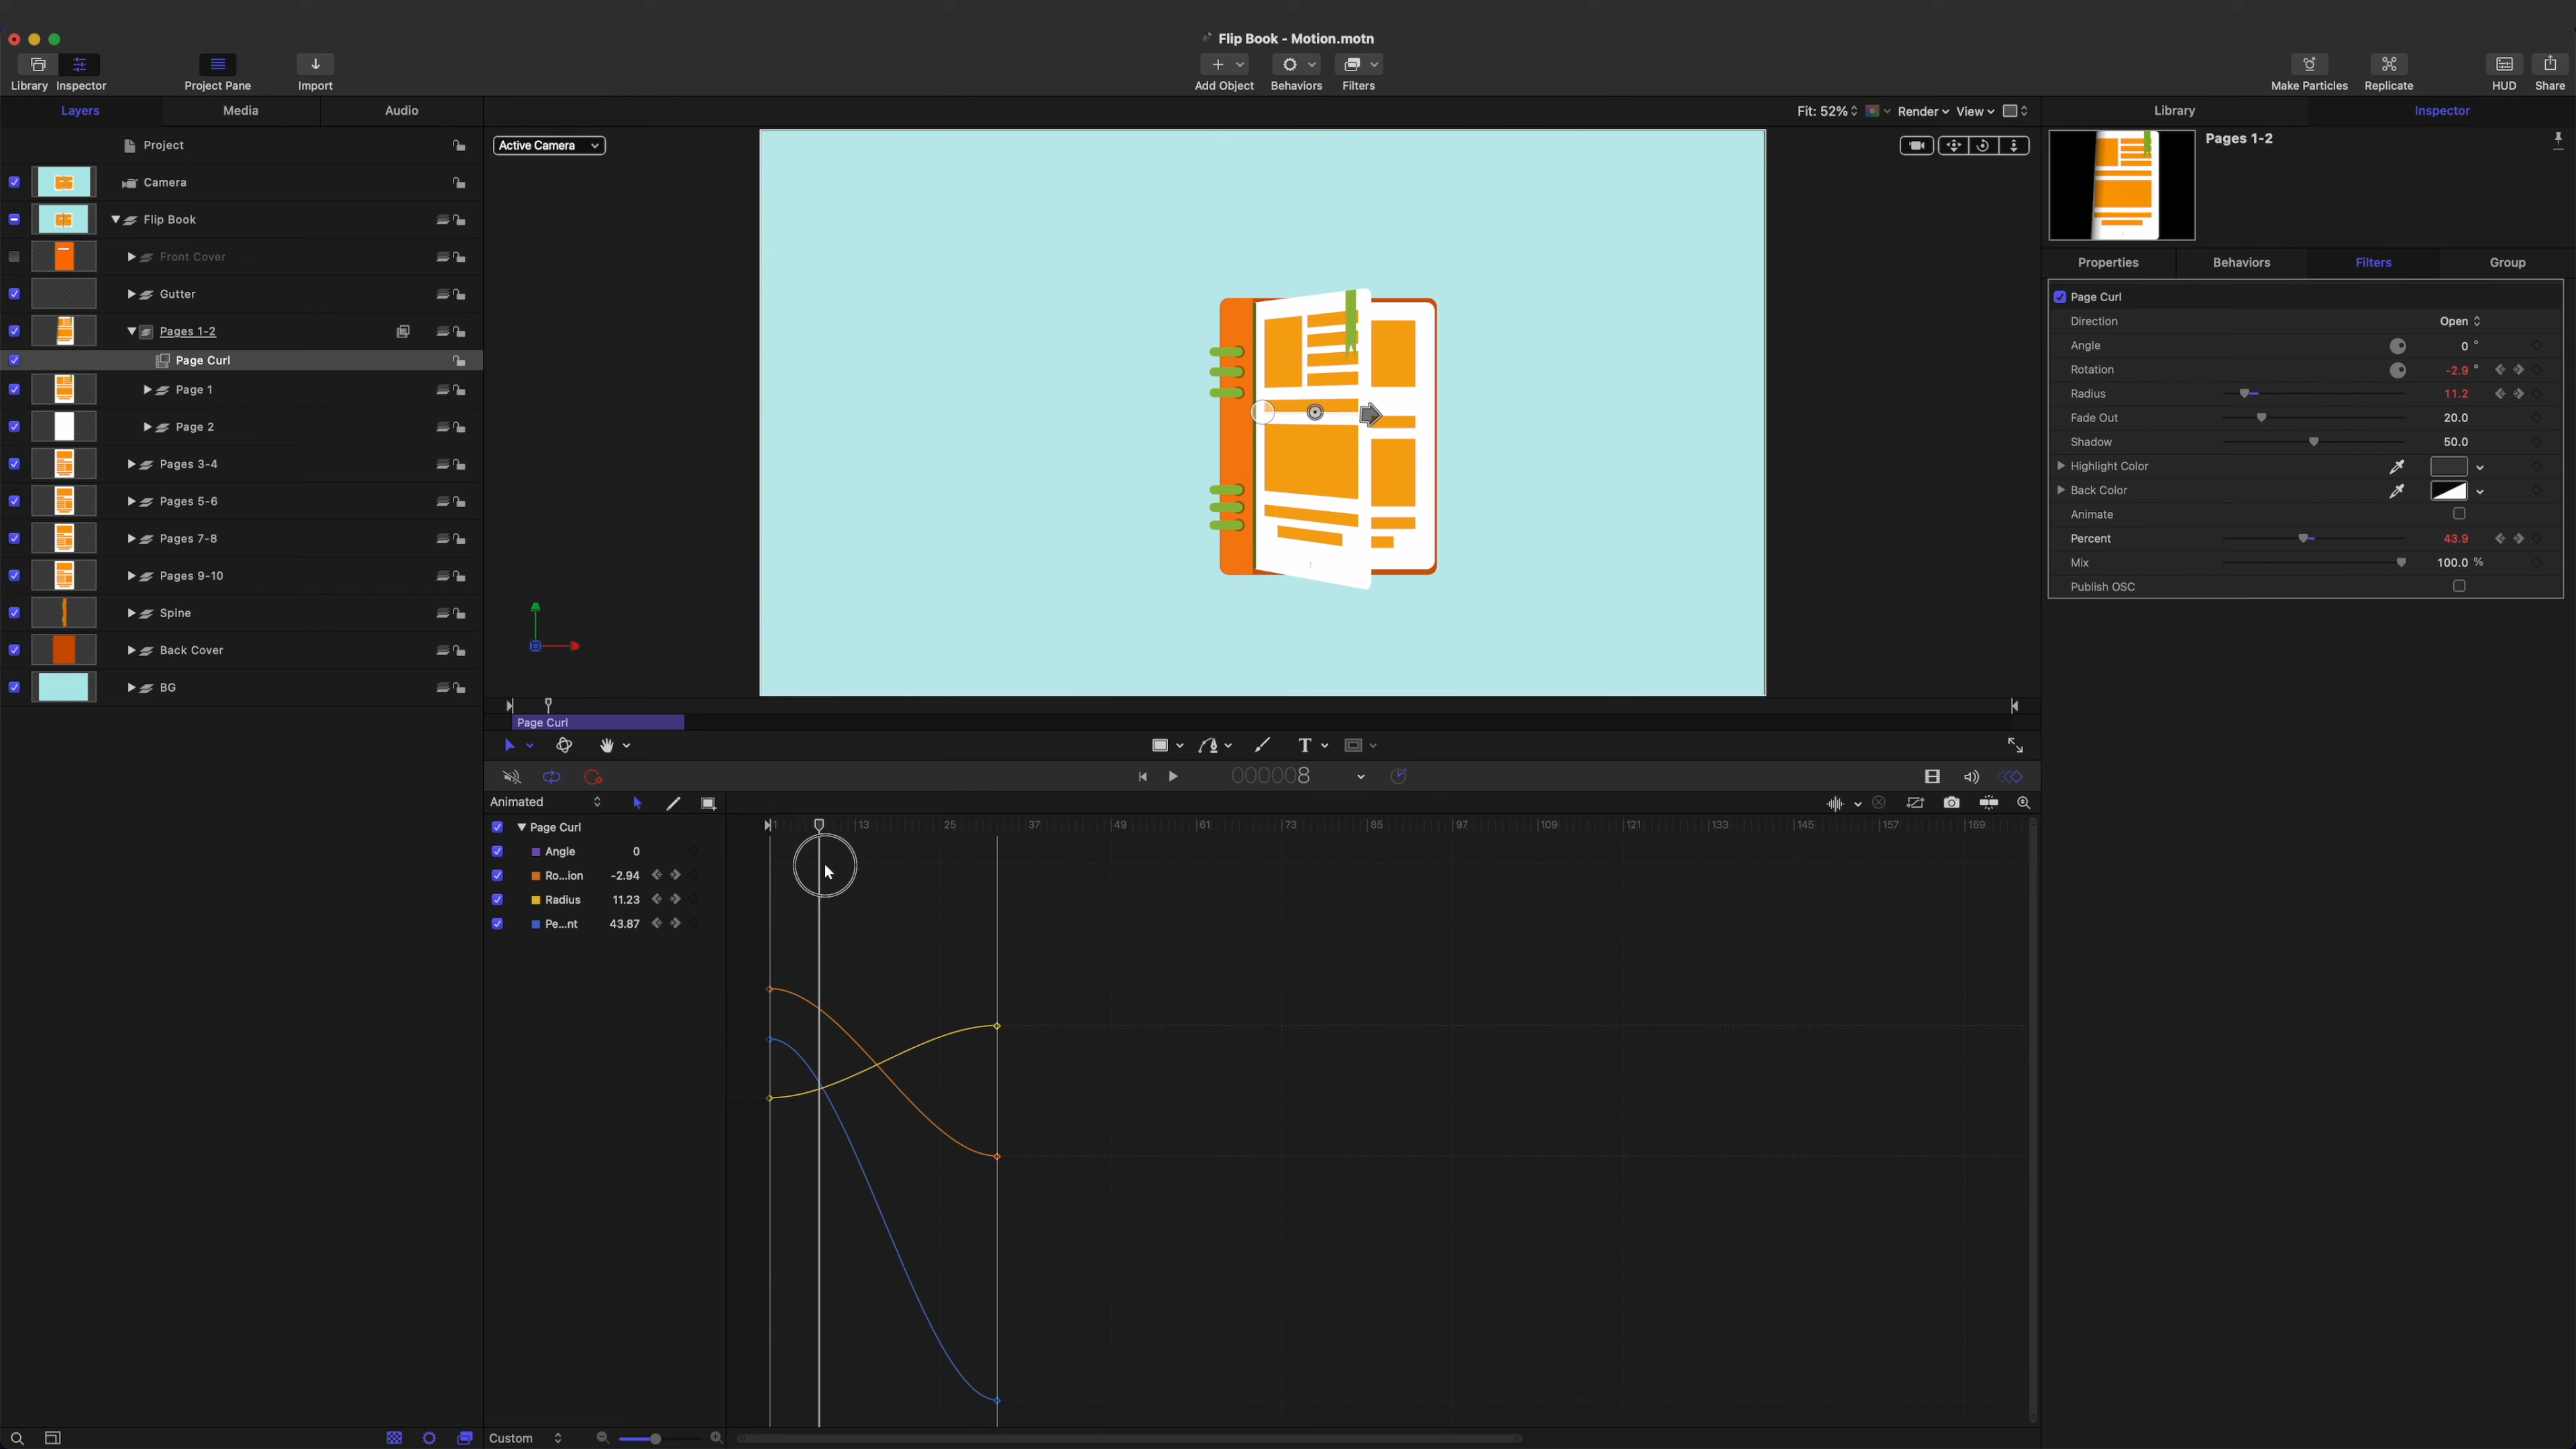 Flip Book - Motion.motn
Library Inspector Project Pane Import Add Object Behaviors Filters Make Particles Replicate HUD Share
Layers Media Audio
Fit: 52% Render View
Library Inspector
Project
Camera
Flip Book
Front Cover
Gutter
Pages 1-2
Page Curl
Page 1
Page 2
Pages 3-4
Pages 5-6
Pages 7-8
Pages 9-10
Spine
Back Cover
BG
Active Camera
Page Curl
000008
Animated
Page Curl
Angle 0
Ro...ion -2.94
Radius 11.23
Pe...nt 43.87
1 13 25 37 49 61 73 85 97 109 121 133 145 157 169
Custom
Pages 1-2
Properties Behaviors Filters Group
Page Curl
Direction Open
Angle 0 °
Rotation -2.9 °
Radius 11.2
Fade Out 20.0
Shadow 50.0
Highlight Color
Back Color
Animate
Percent 43.9
Mix 100.0 %
Publish OSC